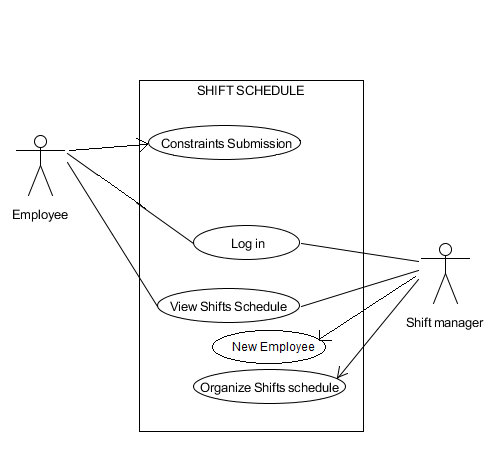 SHIFT SCHEDULE
Constraints Submission
Employee
Log in
View Shifts Schedule
Shift manager
New Employee
Organize Shifts schedule